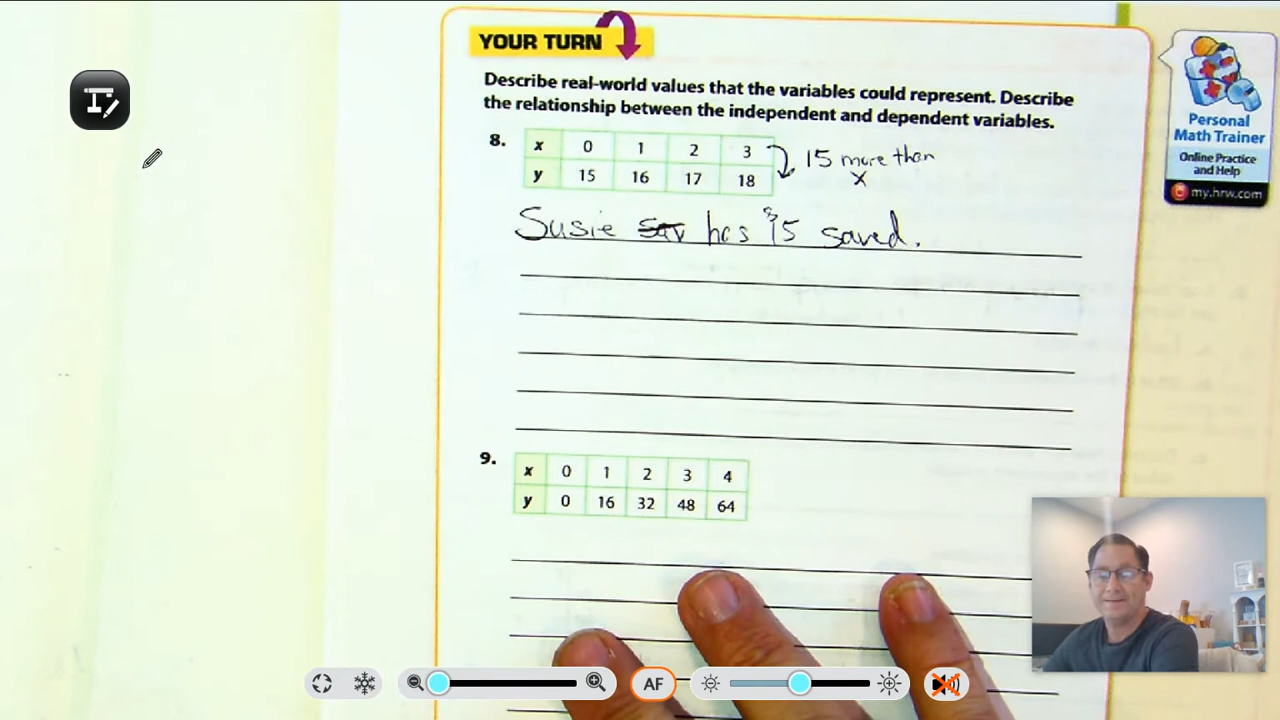 YOUR TURN
Describe real-world values that the variables could represent. Describe
the relationship between the independent and dependent variables.
8.
x 0 1 2 3
y 15 16 17 18
15 more than
x
Susie sav has $15 saved.
9.
x 0 1 2 3 4
y 0 16 32 48 64
Personal
Math Trainer
Online Practice
and Help
my.hrw.com
AF